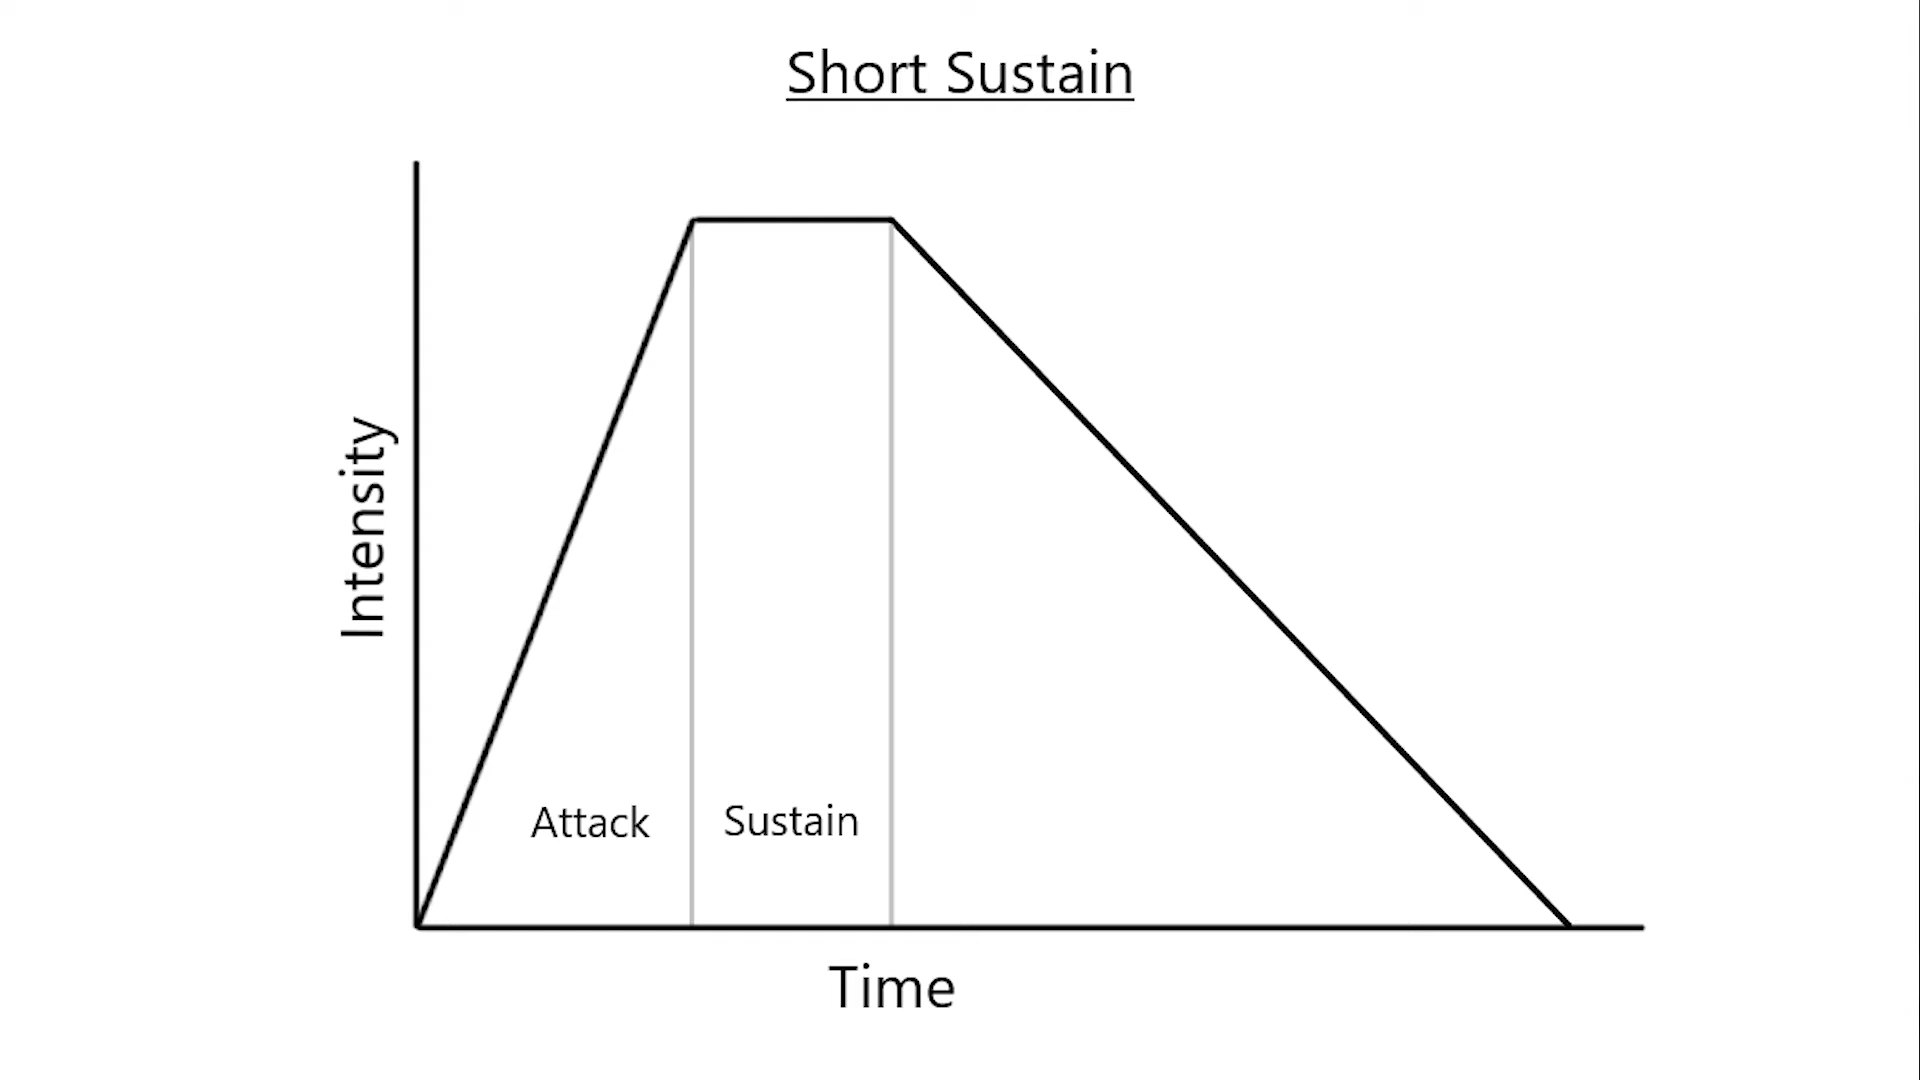 Short Sustain
Intensity
Attack
Sustain
Time